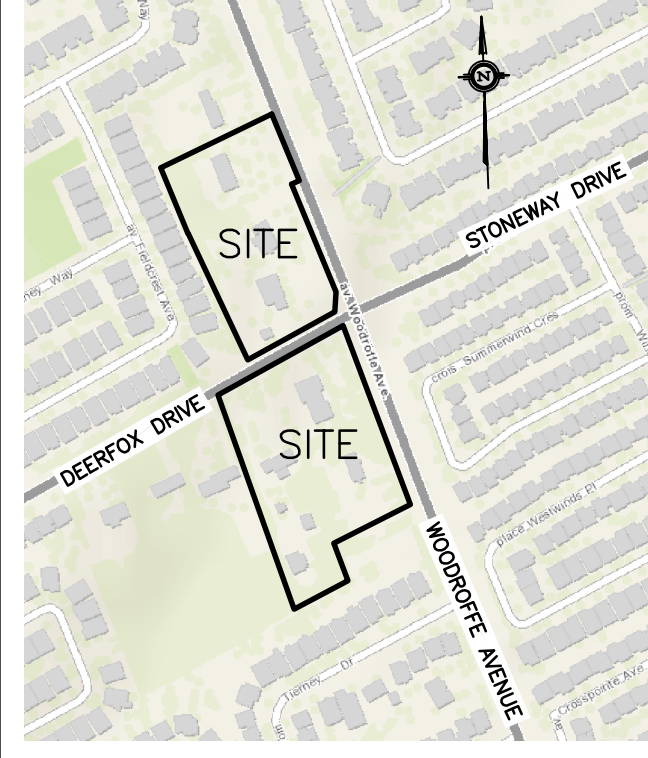 N
STONEWAY DRIVE
SITE
av. Fieldcrest Ave.
Way
av. Woodroffe Ave.
crois. Summerwind Cres
DEERFOX DRIVE
SITE
place Westwinds Pl
WOODROFFE AVENUE
Tierney Dr
Crosspointe Ave